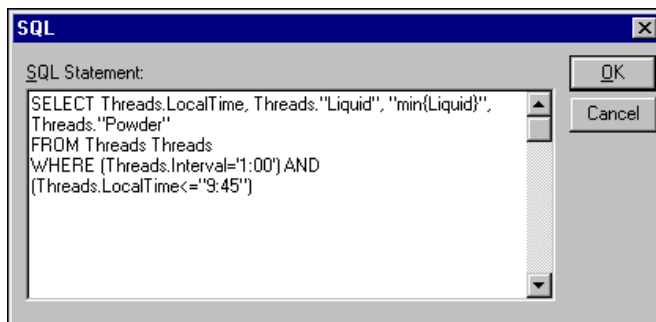 SQL
SQL Statement:
SELECT Threads.LocalTime, Threads."Liquid", "min{Liquid}",
Threads."Powder"
FROM Threads Threads
WHERE (Threads.Interval='1:00') AND
(Threads.LocalTime<="9:45")
OK
Cancel